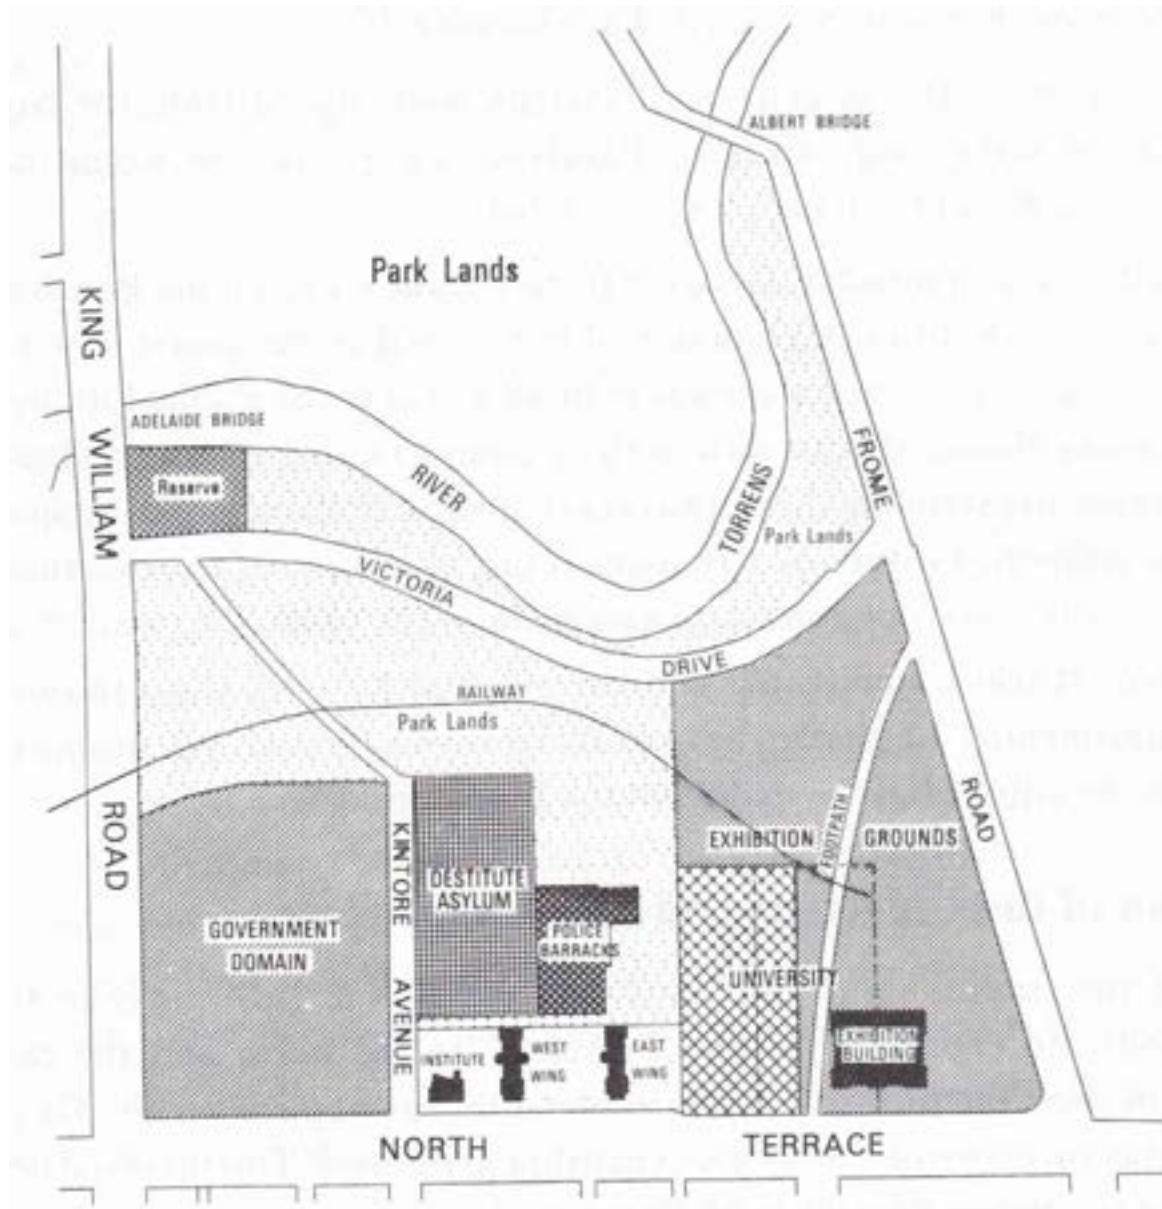 ALBERT BRIDGE
Park Lands
KING WILLIAM ROAD
ADELAIDE BRIDGE
Reserve
RIVER TORRENS
FROME ROAD
Park Lands
VICTORIA DRIVE
RAILWAY
Park Lands
EXHIBITION GROUNDS
FOOTPATH
KINTORE AVENUE
DESTITUTE
ASYLUM
GOVERNMENT
DOMAIN
POLICE
BARRACKS
UNIVERSITY
EXHIBITION
BUILDING
INSTITUTE
WEST
WING
EAST
WING
NORTH TERRACE